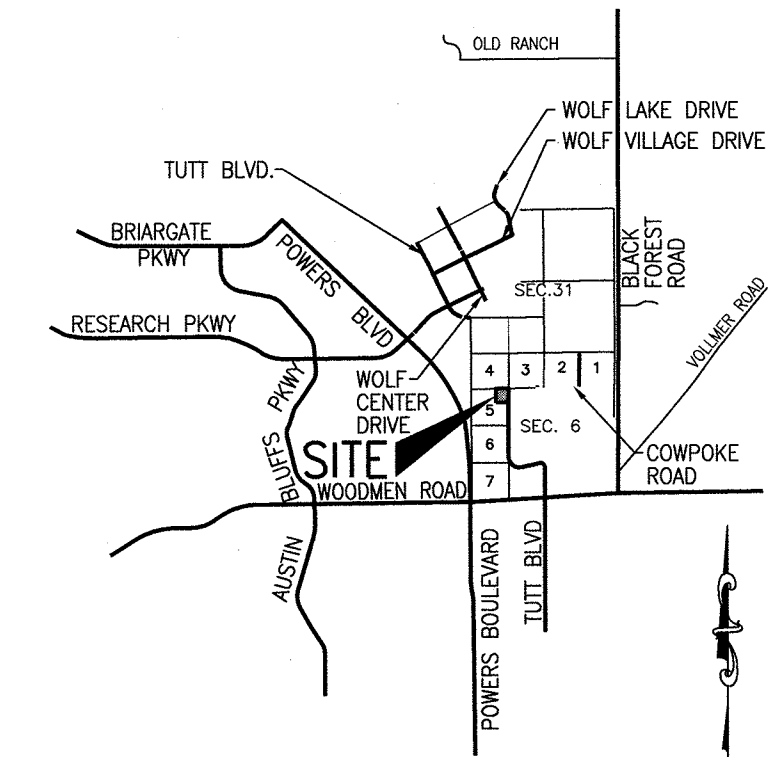 OLD RANCH
WOLF LAKE DRIVE
WOLF VILLAGE DRIVE
TUTT BLVD.
BRIARGATE
PKWY
POWERS BLVD
BLACK
FOREST
ROAD
SEC.31
RESEARCH PKWY
VOLLMER ROAD
4 3 2 1
WOLF
CENTER
DRIVE
5
SEC. 6
6
SITE
COWPOKE
ROAD
7
WOODMEN ROAD
AUSTIN BLUFFS PKWY
POWERS BOULEVARD
TUTT BLVD